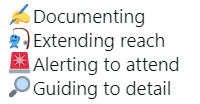 ✍️Documenting
🎣Extending reach
🚨Alerting to attend
🔎Guiding to detail